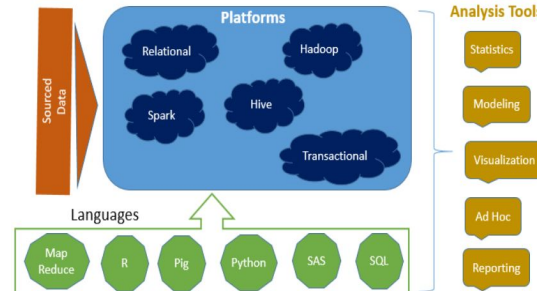 Platforms
Analysis Tools
Sourced
Data
Relational
Hadoop
Spark
Hive
Transactional
Statistics
Modeling
Visualization
Ad Hoc
Reporting
Languages
Map
Reduce
R
Pig
Python
SAS
SQL